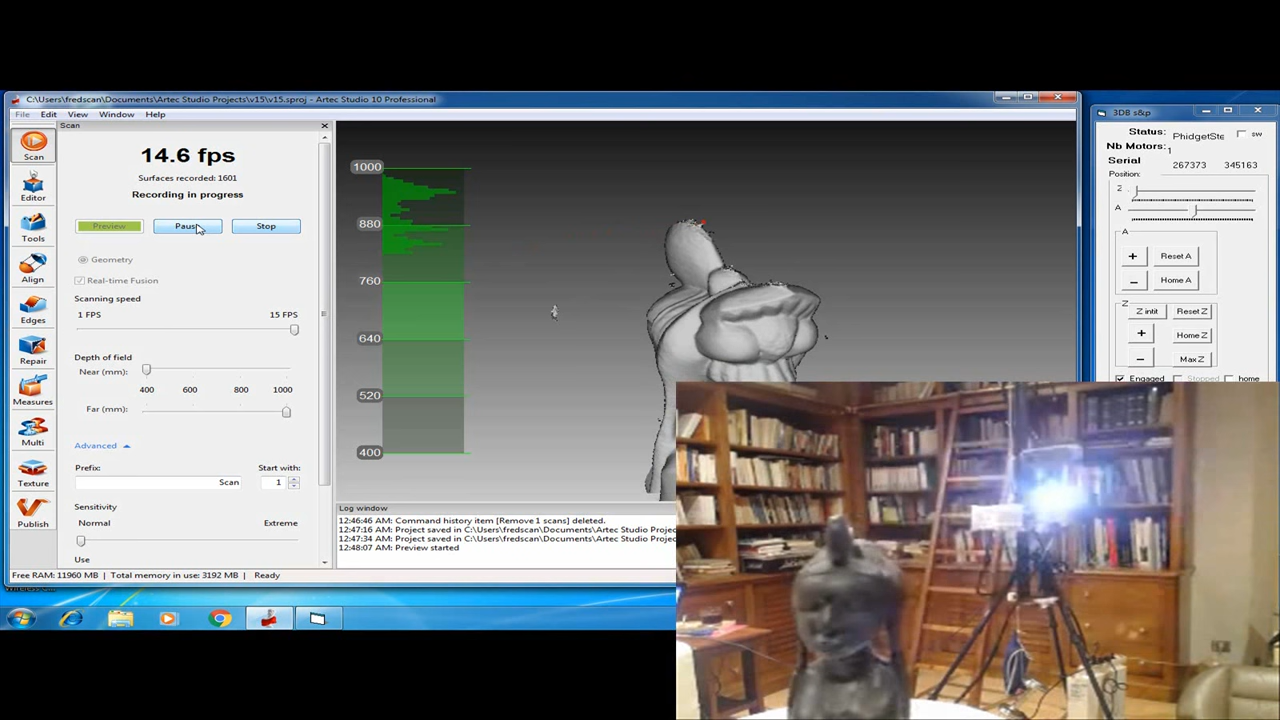 C:\Users\fredscan\Documents\Artec Studio Projects\v15\v15.sproj - Artec Studio 10 Professional
File Edit View Window Help
Scan
Scan
Editor
Tools
Align
Edges
Repair
Measures
Multi
Texture
Publish
14.6 fps
Surfaces recorded: 1601
Recording in progress
Preview Paus Stop
Geometry
Real-time Fusion
Scanning speed
1 FPS 15 FPS
Depth of field
Near (mm):
400 600 800 1000
Far (mm):
Advanced
Prefix: Start with:
Scan 1
Sensitivity
Normal Extreme
Use
1000
880
760
640
520
400
Log window
12:46:46 AM: Command history item [Remove 1 scans] deleted.
12:47:16 AM: Project saved in C:\Users\fredscan\Documents\Artec Studio Projec
12:47:34 AM: Project saved in C:\Users\fredscan\Documents\Artec Studio Projec
12:48:07 AM: Preview started
Free RAM: 11960 MB | Total memory in use: 3192 MB | Ready
3DB s&p
Status: PhidgetSte sw
Nb Motors: 1
Serial 267373 345163
Position:
Z
A
A
+ Reset A
− Home A
Z
Z intit Reset Z
+ Home Z
− Max Z
Engaged Stopped home